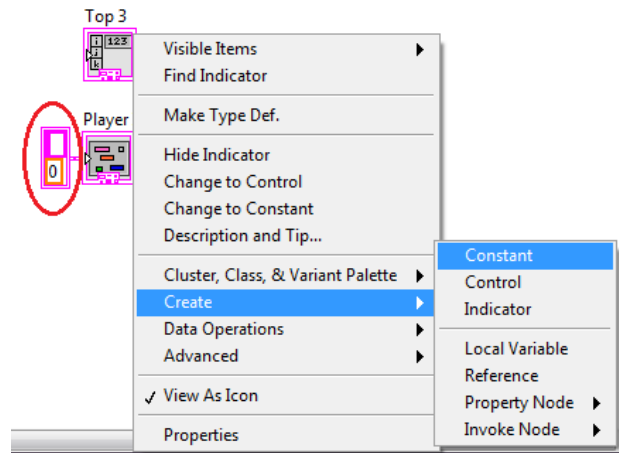 Top 3
i 123
j
k
Player
0
Visible Items
Find Indicator
Make Type Def.
Hide Indicator
Change to Control
Change to Constant
Description and Tip...
Cluster, Class, & Variant Palette
Create
Data Operations
Advanced
View As Icon
Properties
Constant
Control
Indicator
Local Variable
Reference
Property Node
Invoke Node